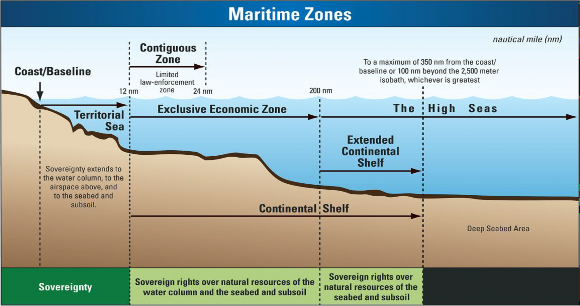 Maritime Zones
nautical mile (nm)
Contiguous
Zone
Limited
law-enforcement
zone
To a maximum of 350 nm from the coast/
baseline or 100 nm beyond the 2,500 meter
isobath, whichever is greatest
Coast/Baseline
12 nm
24 nm
200 nm
Territorial
Sea
Exclusive Economic Zone
The High Seas
Extended
Continental
Shelf
Sovereignty extends to
the water column, to the
airspace above, and
to the seabed and
subsoil.
Continental Shelf
Deep Seabed Area
Sovereignty
Sovereign rights over natural resources of the
water column and the seabed and subsoil
Sovereign rights over
natural resources of the
seabed and subsoil